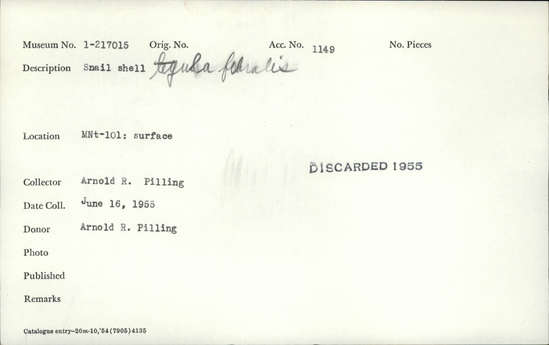 Museum No. 1-217015 Orig. No. Acc. No. 1149 No. Pieces
Description Snail shell tegula
Location MNt-101: surface
DISCARDED 1955
Collector Arnold R. Pilling
Date Coll. June 16, 1955
Donor Arnold R. Pilling
Photo
Published
Remarks
Catalogue entry—20m-10,'54(7905)4135